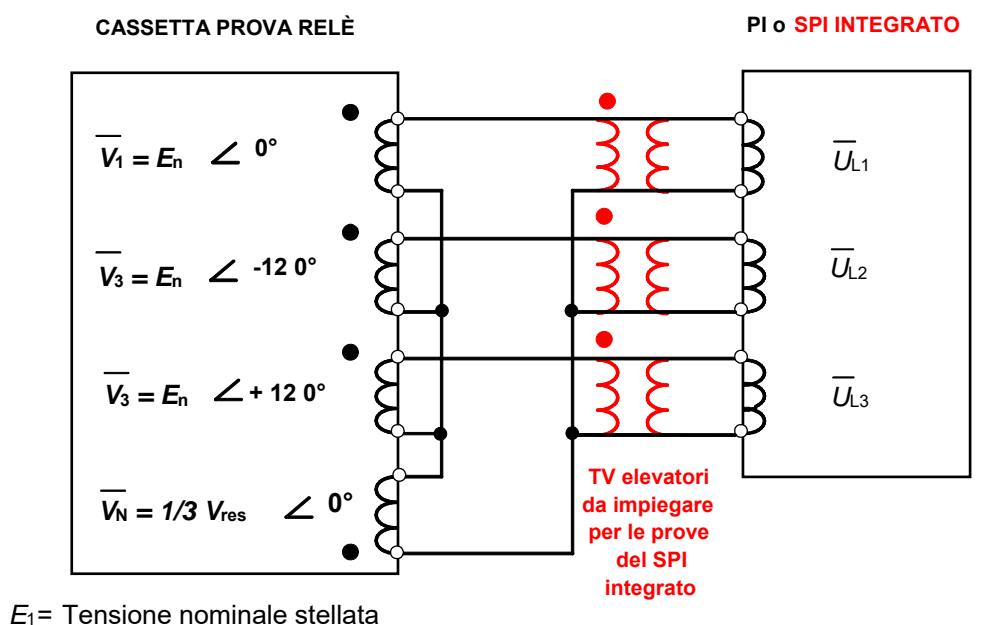 CASSETTA PROVA RELÈ
PI o SPI INTEGRATO
V1 = En ∠ 0°
UL1
V3 = En ∠ -12 0°
UL2
V3 = En ∠ + 12 0°
UL3
VN = 1/3 Vres ∠ 0°
TV elevatori
da impiegare
per le prove
del SPI
integrato
E1= Tensione nominale stellata